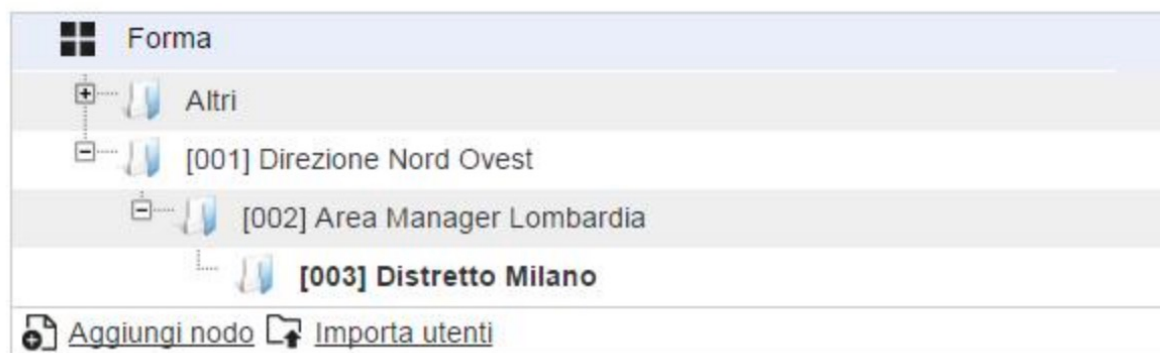 Forma
Altri
[001] Direzione Nord Ovest
[002] Area Manager Lombardia
[003] Distretto Milano
Aggiungi nodo Importa utenti